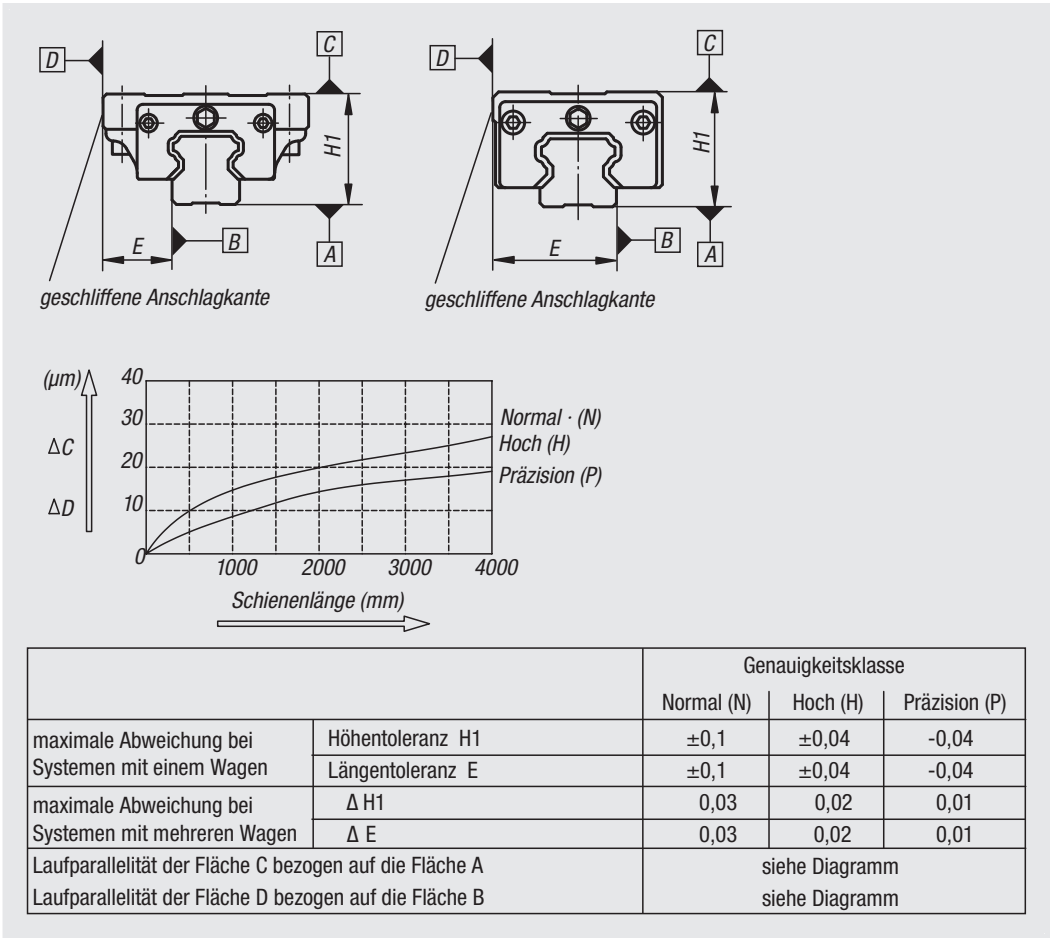 D
C
H1
E
B
A
geschliffene Anschlagkante
D
C
H1
E
B
A
geschliffene Anschlagkante
(µm)
ΔC
ΔD
40
30
20
10
0
1000 2000 3000 4000
Normal · (N)
Hoch (H)
Präzision (P)
Schienenlänge (mm)
Genauigkeitsklasse
Normal (N) Hoch (H) Präzision (P)
maximale Abweichung bei
Systemen mit einem Wagen
Höhentoleranz H1 ±0,1 ±0,04 -0,04
Längentoleranz E ±0,1 ±0,04 -0,04
maximale Abweichung bei
Systemen mit mehreren Wagen
Δ H1 0,03 0,02 0,01
Δ E 0,03 0,02 0,01
Laufparallelität der Fläche C bezogen auf die Fläche A siehe Diagramm
Laufparallelität der Fläche D bezogen auf die Fläche B siehe Diagramm